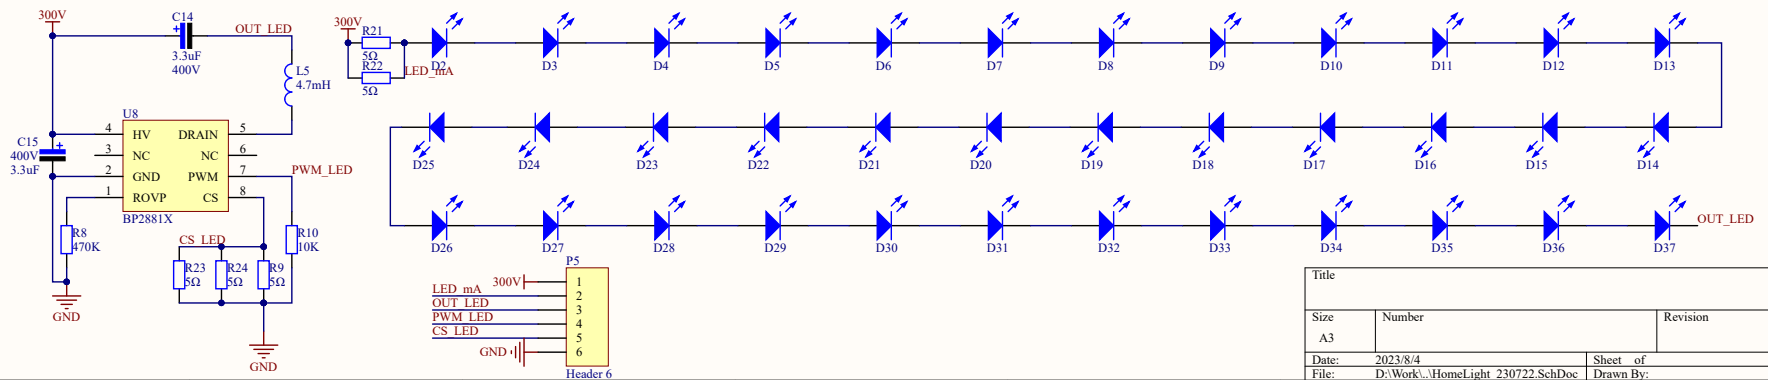 300V
C14
+
3.3uF
400V
OUT_LED
L5
4.7mH
U8
4 HV DRAIN 5
3 NC NC 6
2 GND PWM 7
1 ROVP CS 8
BP2881X
C15
+
400V
3.3uF
PWM_LED
R8
470K
R10
10K
CS_LED
R23
5Ω
R24
5Ω
R9
5Ω
GND
GND
300V
R21
5Ω
R22
5Ω
LED_mA
D2 D3 D4 D5 D6 D7 D8 D9 D10 D11 D12 D13
D25 D24 D23 D22 D21 D20 D19 D18 D17 D16 D15 D14
D26 D27 D28 D29 D30 D31 D32 D33 D34 D35 D36 D37
OUT_LED
P5
300V 1
LED_mA 2
OUT_LED 3
PWM_LED 4
CS_LED 5
GND 6
Header 6
Title
Size Number Revision
A3
Date: 2023/8/4 Sheet of
File: D:\Work\..\HomeLight_230722.SchDoc Drawn By: